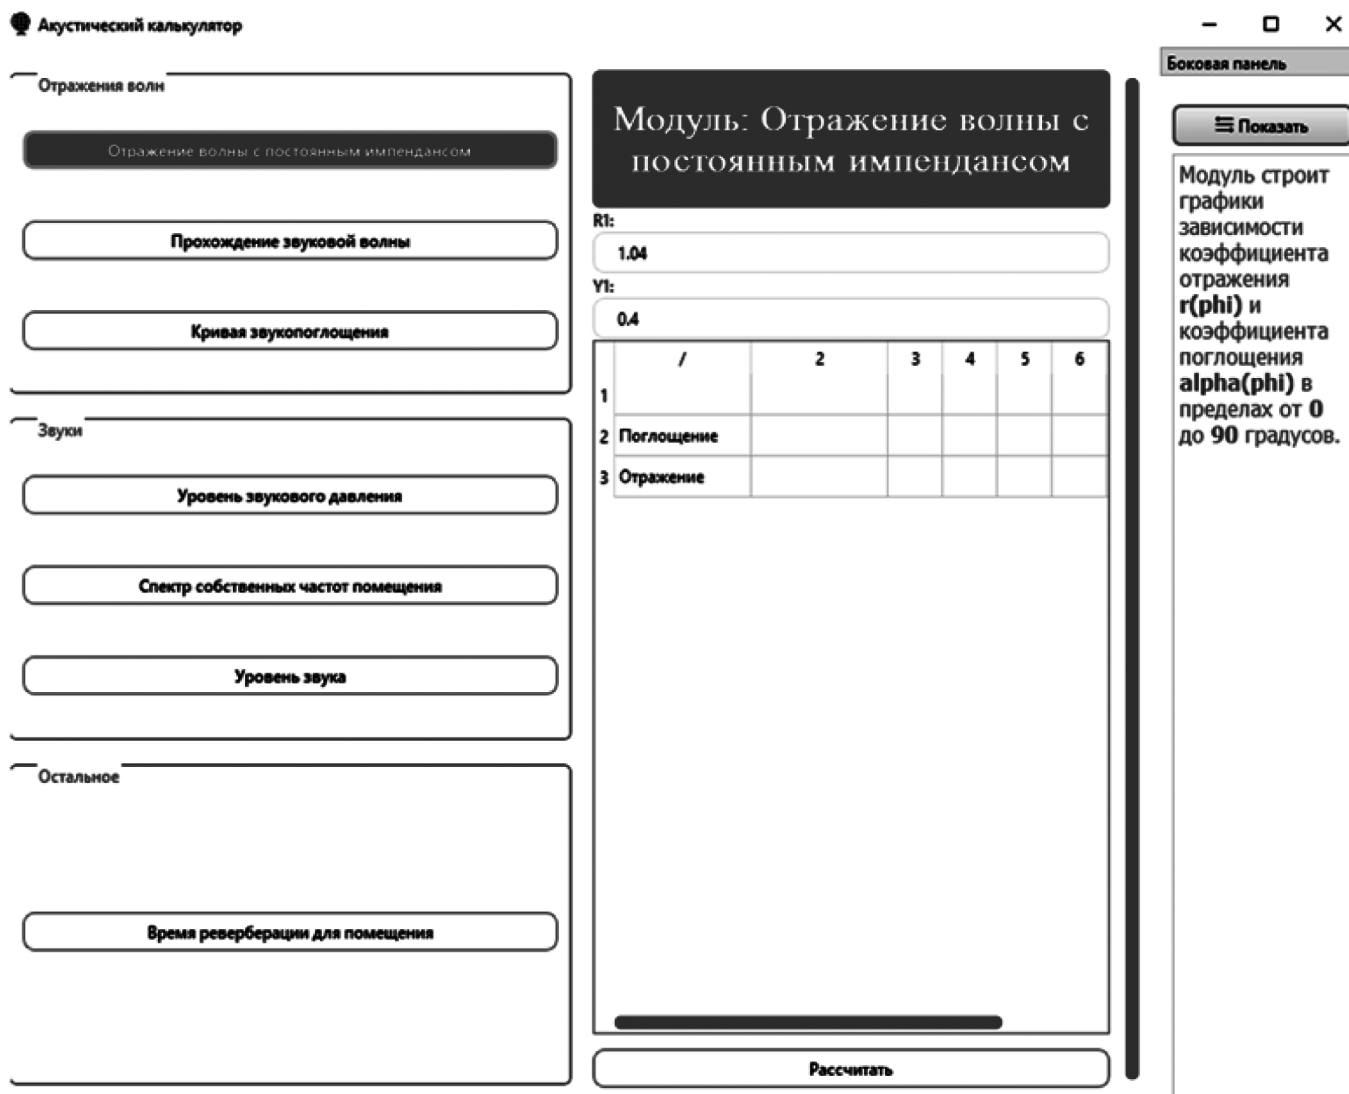 Акустический калькулятор
Отражения волн
Отражение волны с постоянным импендансом
Прохождение звуковой волны
Кривая звукопоглощения
Звуки
Уровень звукового давления
Спектр собственных частот помещения
Уровень звука
Остальное
Время реверберации для помещения
Модуль: Отражение волны с
постоянным импендансом
R1:
1.04
Y1:
0.4
/ 2 3 4 5 6
1
2 Поглощение
3 Отражение
Рассчитать
Боковая панель
Показать
Модуль строит
графики
зависимости
коэффициента
отражения
r(phi) и
коэффициента
поглощения
alpha(phi) в
пределах от 0
до 90 градусов.